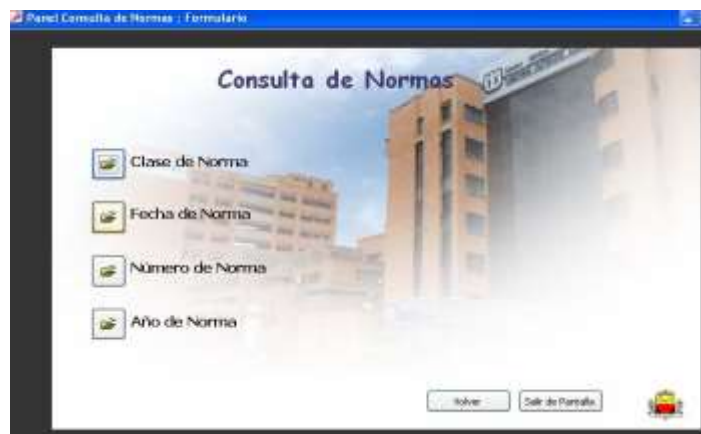 Panel Consulta de Normas : Formulario
Consulta de Normas
Clase de Norma
Fecha de Norma
Número de Norma
Año de Norma
Volver
Salir de Pantalla